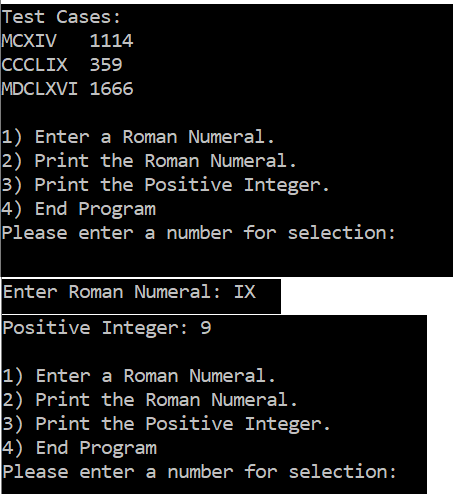 Test Cases:
MCXIV   1114
CCCLIX  359
MDCLXVI 1666
1) Enter a Roman Numeral.
2) Print the Roman Numeral.
3) Print the Positive Integer.
4) End Program
Please enter a number for selection:
Enter Roman Numeral: IX
Positive Integer: 9
1) Enter a Roman Numeral.
2) Print the Roman Numeral.
3) Print the Positive Integer.
4) End Program
Please enter a number for selection: